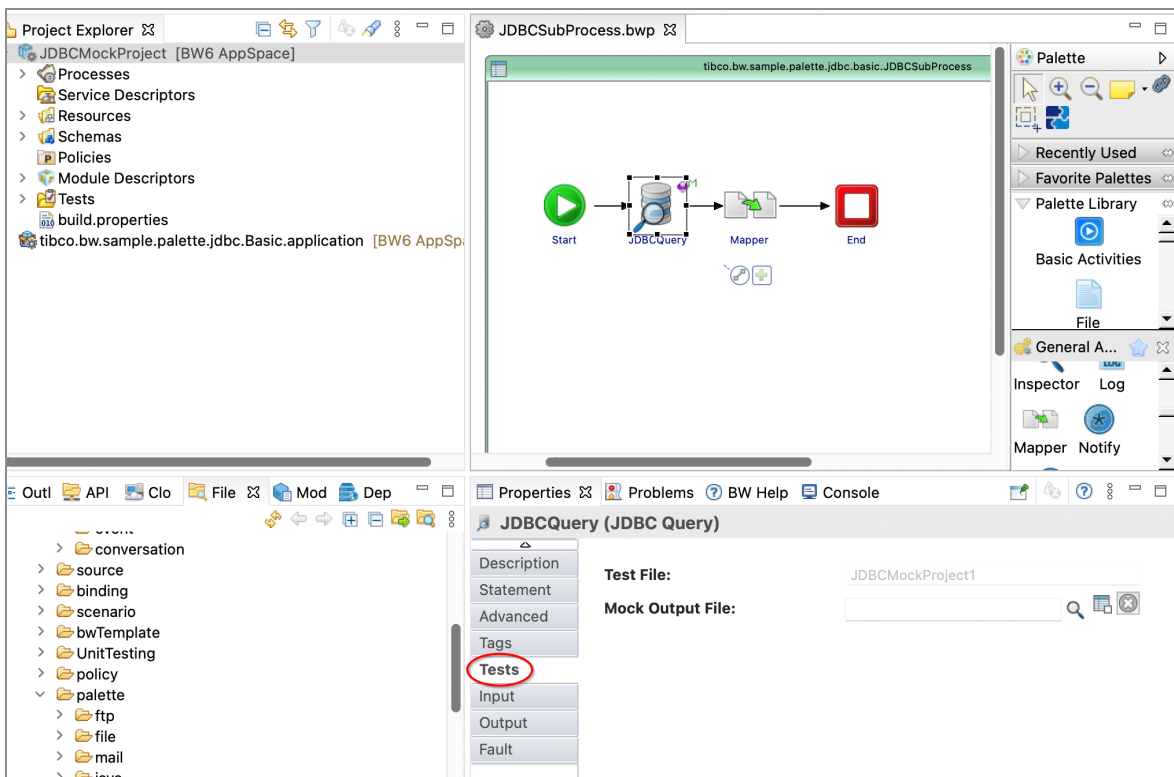 Project Explorer
JDBCMockProject [BW6 AppSpace]
Processes
Service Descriptors
Resources
Schemas
Policies
Module Descriptors
Tests
build.properties
tibco.bw.sample.palette.jdbc.Basic.application [BW6 AppSpa
JDBCSubProcess.bwp
tibco.bw.sample.palette.jdbc.basic.JDBCSubProcess
M
Start
JDBCQuery
Mapper
End
Palette
Recently Used
Favorite Palettes
Palette Library
Basic Activities
File
General A...
Inspector Log
Mapper Notify
Outl API Clo File Mod Dep
conversation
source
binding
scenario
bwTemplate
UnitTesting
policy
palette
ftp
file
mail
Properties Problems BW Help Console
JDBCQuery (JDBC Query)
Description
Statement
Advanced
Tags
Tests
Input
Output
Fault
Test File: JDBCMockProject1
Mock Output File: